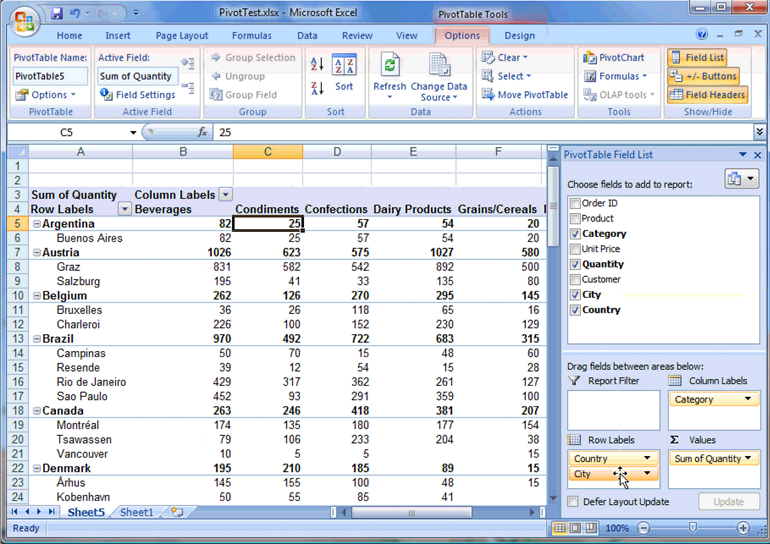 PivotTest.xlsx - Microsoft Excel PivotTable Tools
Home Insert Page Layout Formulas Data Review View Options Design
PivotTable Name: Active Field: Group Selection Clear PivotChart Field List
PivotTable5 Sum of Quantity Ungroup Sort Refresh Change Data Source Select Formulas +/- Buttons
Options Field Settings Group Field Move PivotTable OLAP tools Field Headers
PivotTable Active Field Group Sort Data Actions Tools Show/Hide
C5 fx 25
A B C D E F
1
2
3 Sum of Quantity Column Labels
4 Row Labels Beverages Condiments Confections Dairy Products Grains/Cereals
5 Argentina 82 25 57 54 20
6 Buenos Aires 82 25 57 54 20
7 Austria 1026 623 575 1027 580
8 Graz 831 582 542 892 500
9 Salzburg 195 41 33 135 80
10 Belgium 262 126 270 295 145
11 Bruxelles 36 26 118 65 16
12 Charleroi 226 100 152 230 129
13 Brazil 970 492 722 683 315
14 Campinas 50 70 15 48 60
15 Resende 39 12 54 15 28
16 Rio de Janeiro 429 317 362 261 127
17 Sao Paulo 452 93 291 359 100
18 Canada 263 246 418 381 207
19 Montréal 174 135 180 177 154
20 Tsawassen 79 106 233 204 38
21 Vancouver 10 5 5 15
22 Denmark 195 210 185 89 15
23 Århus 145 155 100 48 15
24 Kobenhavn 50 55 85 41
Sheet5 Sheet1
PivotTable Field List
Choose fields to add to report:
Order ID
Product
Category
Unit Price
Quantity
Customer
City
Country
Drag fields between areas below:
Report Filter Column Labels
Category
Row Labels Σ Values
Country Sum of Quantity
City
Defer Layout Update Update
Ready 100%